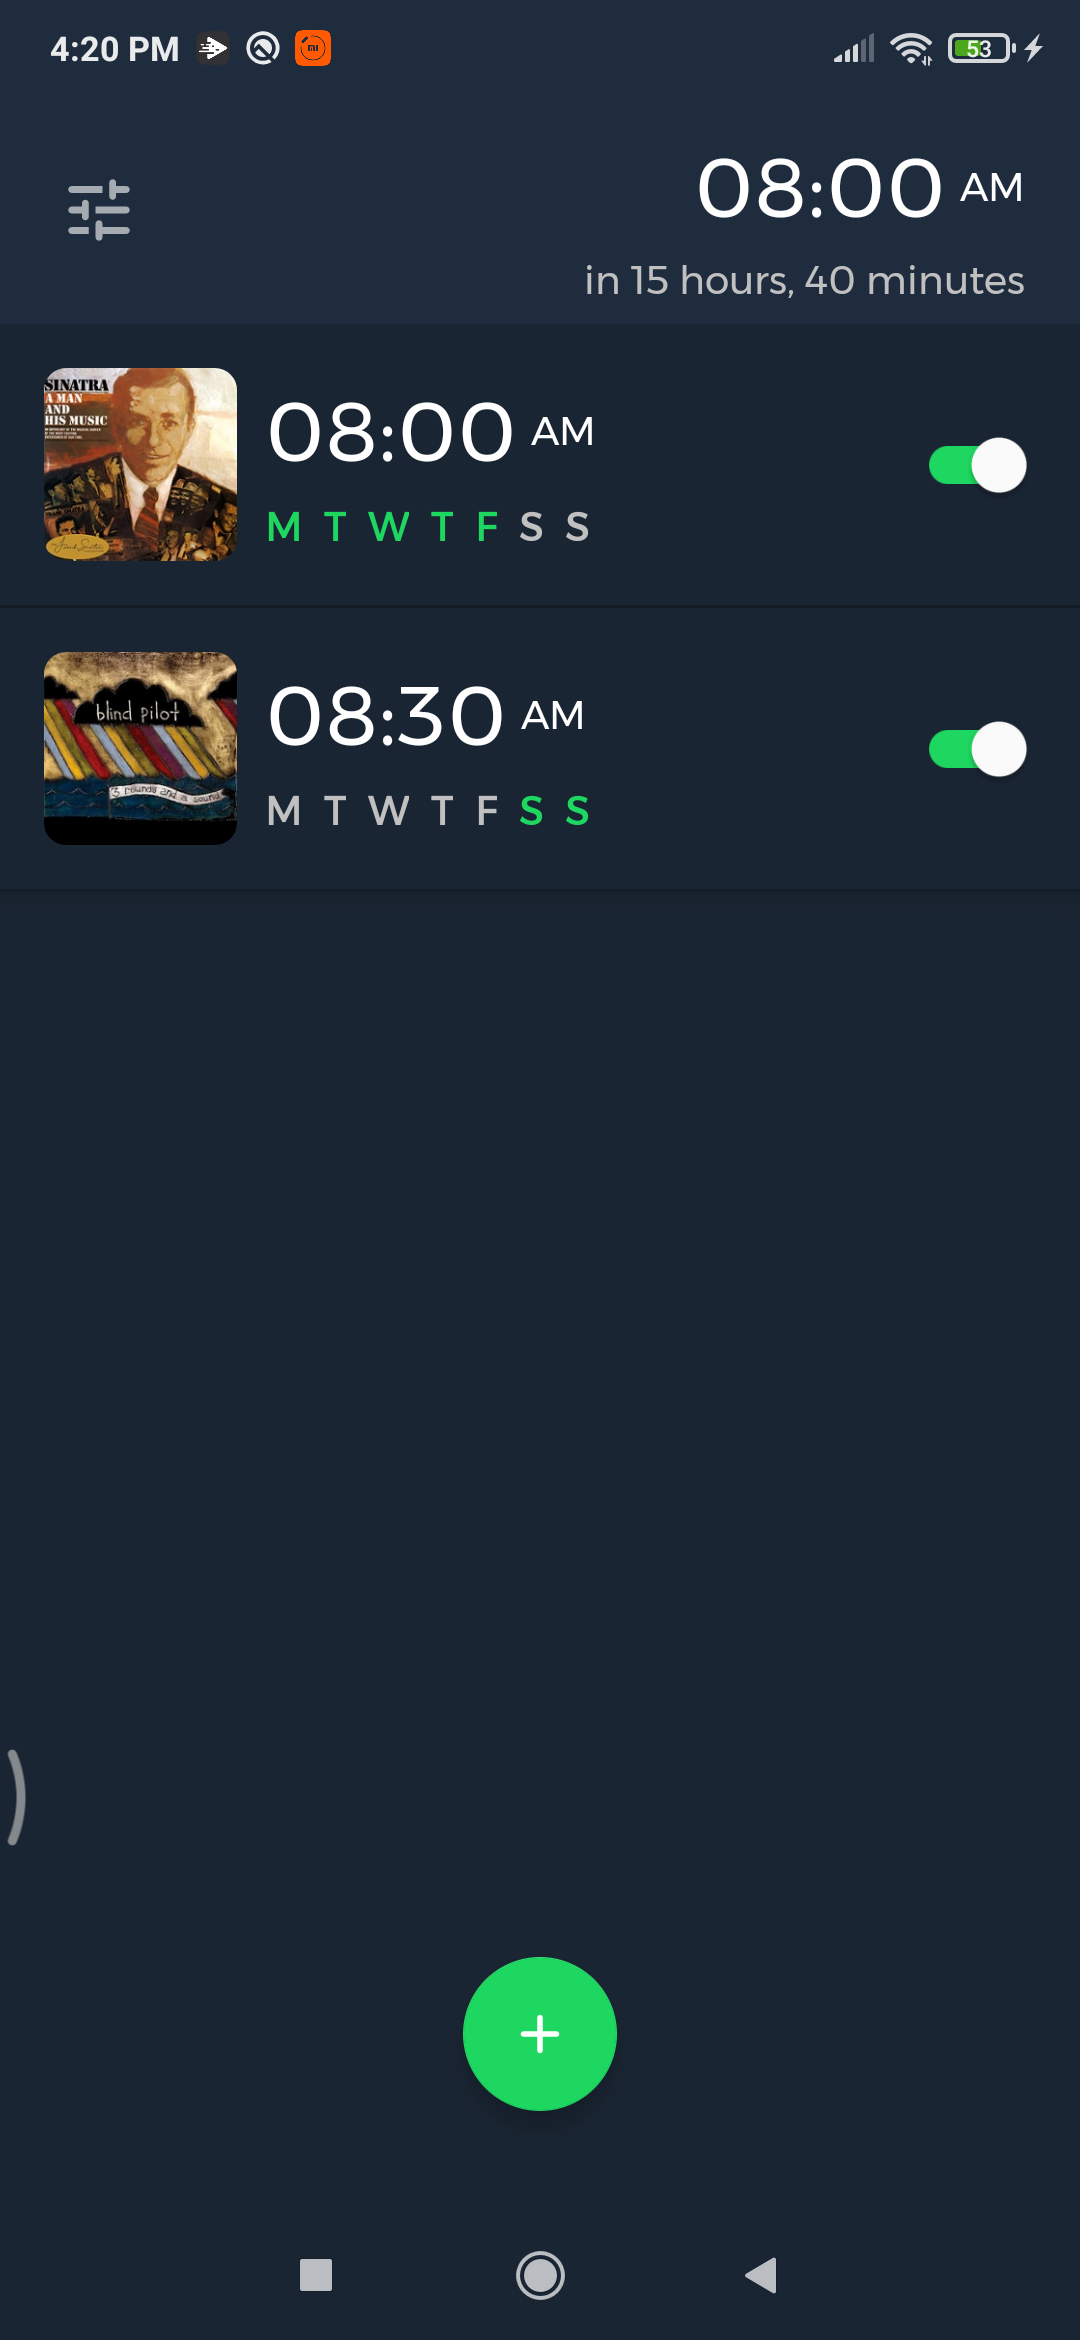 4:20 PM
53
08:00 AM
in 15 hours, 40 minutes
SINATRA
A MAN
AND
HIS MUSIC
08:00 AM
M T W T F S S
blind pilot
3 rounds and a sound
08:30 AM
M T W T F S S